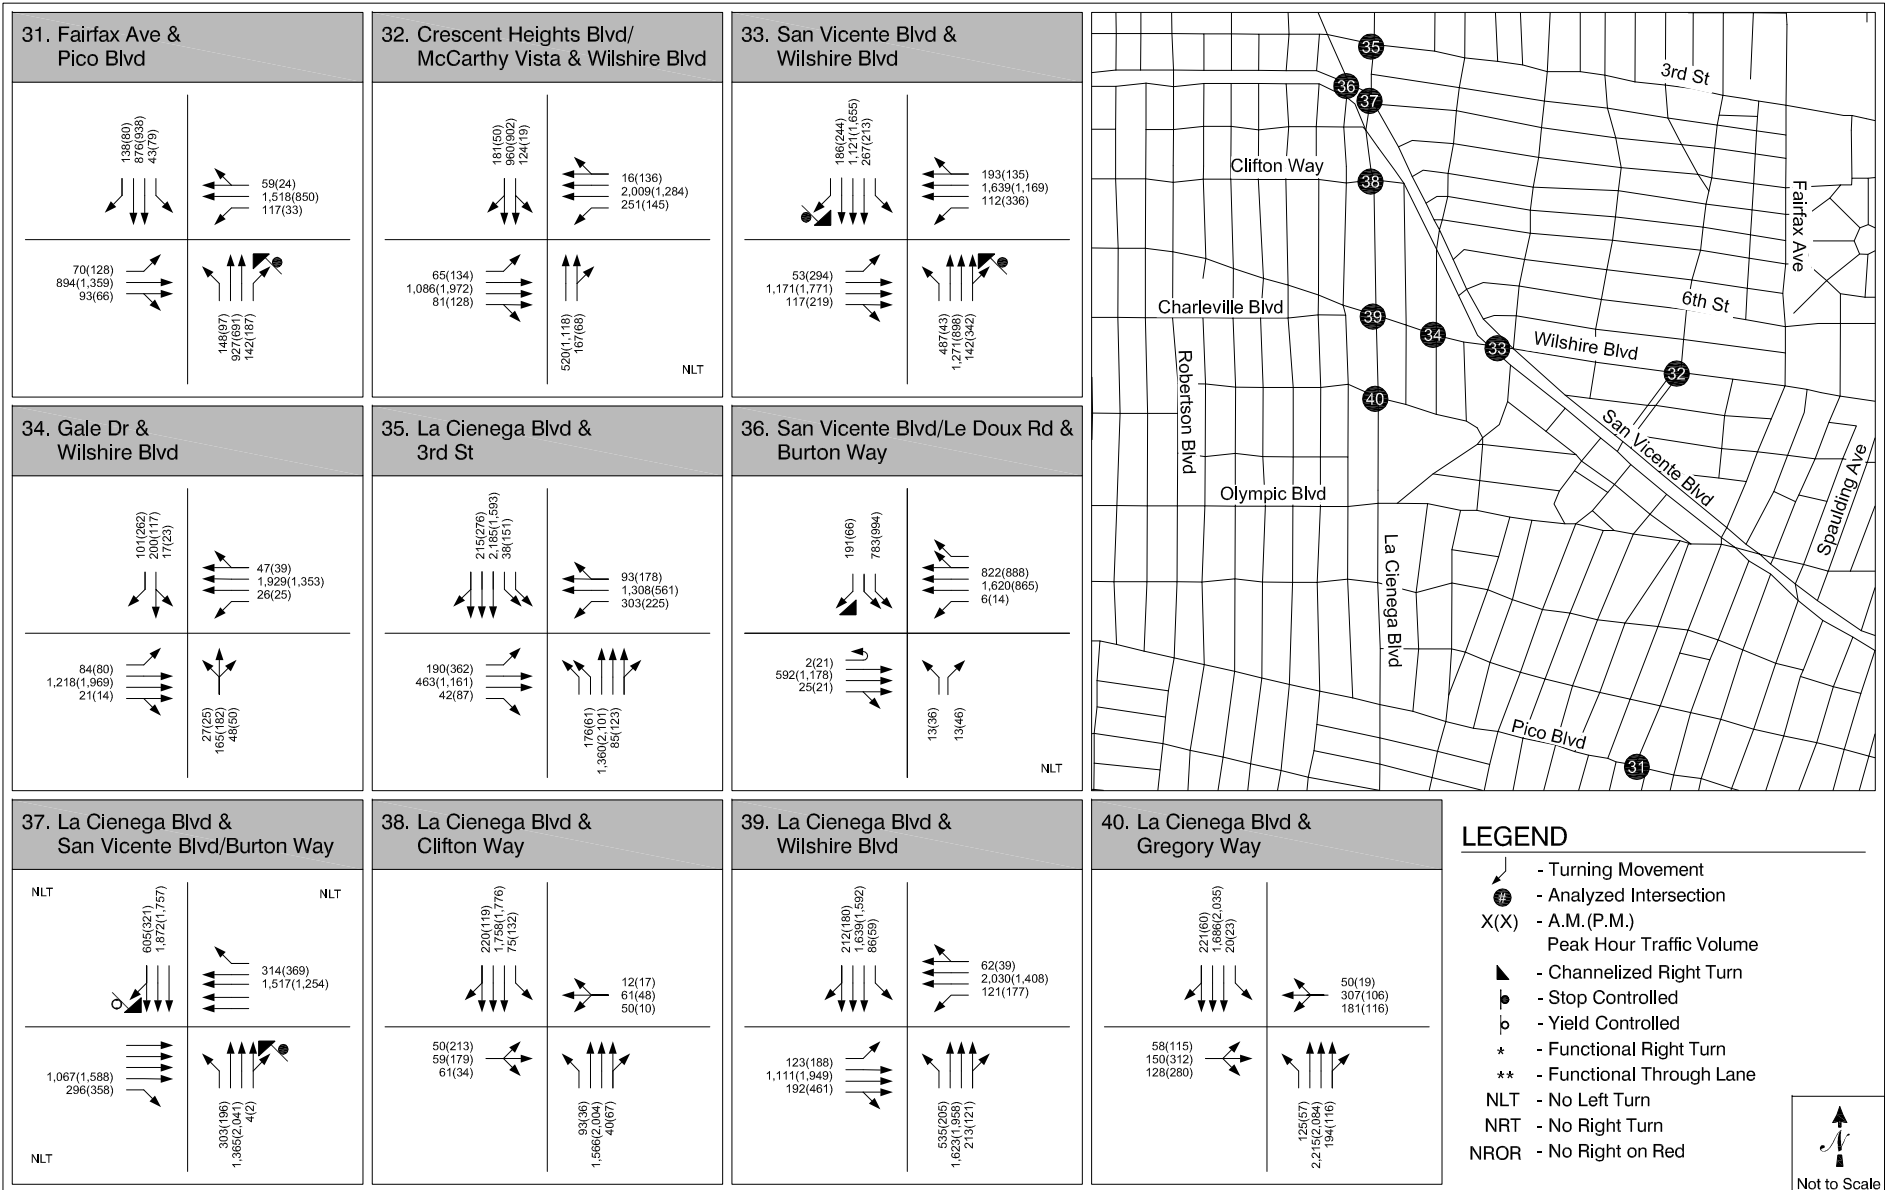 31. Fairfax Ave &
Pico Blvd
138(80)
876(938)
43(79)
59(24)
1,518(850)
117(33)
70(128)
894(1,359)
93(66)
148(97)
927(691)
142(187)
32. Crescent Heights Blvd/
McCarthy Vista & Wilshire Blvd
181(50)
960(902)
124(19)
16(136)
2,009(1,284)
251(145)
65(134)
1,086(1,972)
81(128)
520(1,118)
167(68)
NLT
33. San Vicente Blvd &
Wilshire Blvd
186(244)
1,121(1,655)
267(213)
193(135)
1,639(1,169)
112(336)
53(294)
1,171(1,771)
117(219)
487(43)
1,271(898)
142(342)
34. Gale Dr &
Wilshire Blvd
101(262)
200(117)
17(23)
47(39)
1,929(1,353)
26(25)
84(80)
1,218(1,969)
21(14)
27(25)
165(182)
48(50)
35. La Cienega Blvd &
3rd St
215(276)
2,185(1,593)
38(151)
93(178)
1,308(561)
303(225)
190(362)
463(1,161)
42(87)
176(61)
1,360(2,101)
85(123)
36. San Vicente Blvd/Le Doux Rd &
Burton Way
191(66)
783(994)
822(888)
1,620(865)
6(14)
2(21)
592(1,178)
25(21)
13(36)
13(46)
NLT
37. La Cienega Blvd &
San Vicente Blvd/Burton Way
NLT
NLT
605(321)
1,872(1,757)
314(369)
1,517(1,254)
1,067(1,588)
296(358)
303(196)
1,365(2,041)
4(2)
NLT
38. La Cienega Blvd &
Clifton Way
220(119)
1,758(1,776)
75(132)
12(17)
61(48)
50(10)
50(213)
59(179)
61(34)
93(36)
1,566(2,004)
40(67)
39. La Cienega Blvd &
Wilshire Blvd
212(180)
1,639(1,592)
86(59)
62(39)
2,030(1,408)
121(177)
123(188)
1,111(1,949)
192(461)
535(205)
1,623(1,958)
213(121)
40. La Cienega Blvd &
Gregory Way
221(60)
1,686(2,035)
20(23)
50(19)
307(106)
181(116)
58(115)
150(312)
128(280)
125(57)
2,215(2,084)
194(116)
35
3rd St
36
37
Clifton Way
38
Fairfax Ave
6th St
Charleville Blvd
39
34
33
Wilshire Blvd
32
Robertson Blvd
40
San Vicente Blvd
Spaulding Ave
Olympic Blvd
La Cienega Blvd
Pico Blvd
31
LEGEND
- Turning Movement
# - Analyzed Intersection
X(X) - A.M.(P.M.)
Peak Hour Traffic Volume
- Channelized Right Turn
- Stop Controlled
- Yield Controlled
* - Functional Right Turn
** - Functional Through Lane
NLT - No Left Turn
NRT - No Right Turn
NROR - No Right on Red
N
Not to Scale